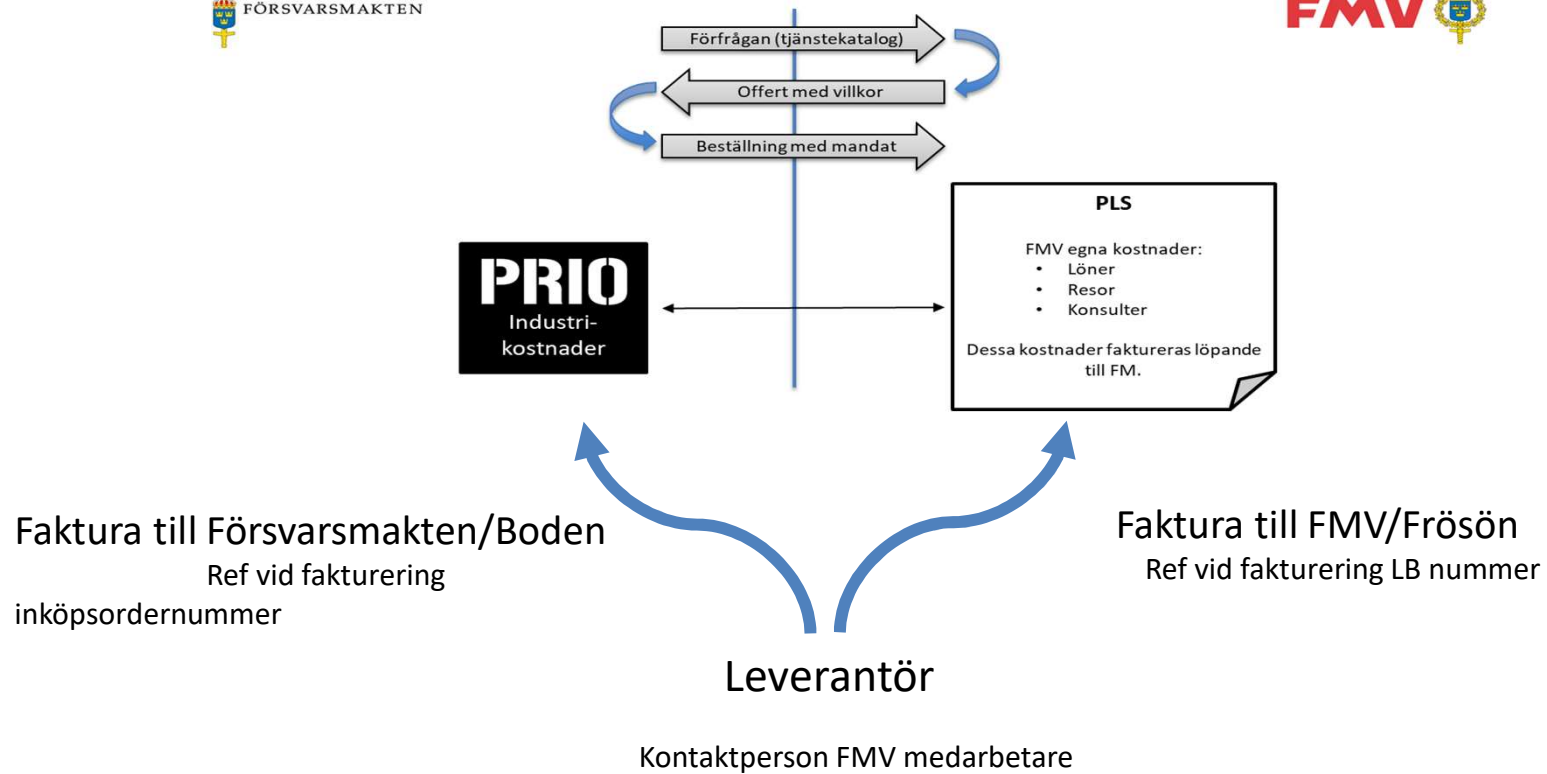 FÖRSVARSMAKTEN
FMV
Förfrågan (tjänstekatalog)
Offert med villkor
Beställning med mandat
PRIO
Industri-
kostnader
PLS
FMV egna kostnader:
• Löner
• Resor
• Konsulter
Dessa kostnader faktureras löpande
till FM.
Faktura till Försvarsmakten/Boden
Ref vid fakturering
inköpsordernummer
Faktura till FMV/Frösön
Ref vid fakturering LB nummer
Leverantör
Kontaktperson FMV medarbetare